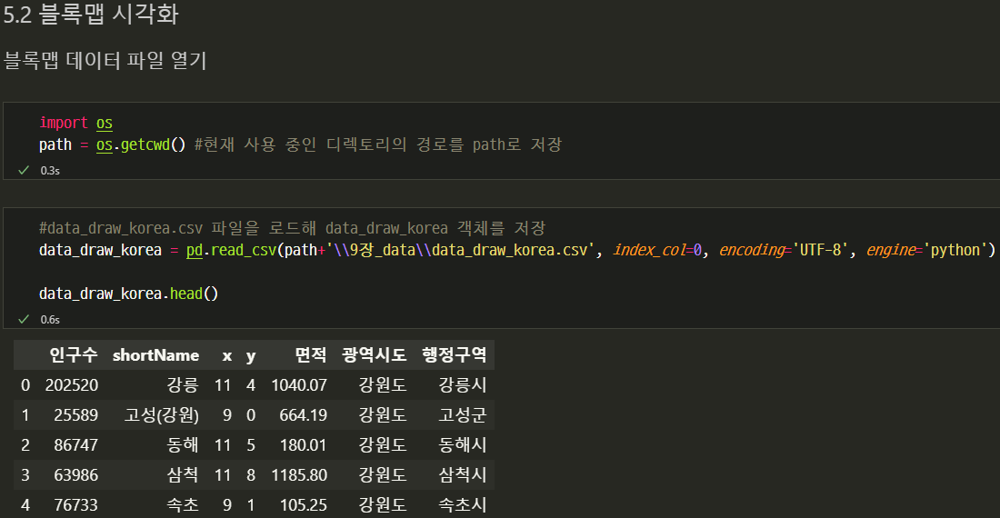 5.2 블록맵 시각화
블록맵 데이터 파일 열기
import os
path = os.getcwd() #현재 사용 중인 디렉토리의 경로를 path로 저장
0.3s
#data_draw_korea.csv 파일을 로드해 data_draw_korea 객체를 저장
data_draw_korea = pd.read_csv(path+'\\9장_data\\data_draw_korea.csv', index_col=0, encoding='UTF-8', engine='python')
data_draw_korea.head()
0.6s
인구수 shortName x y 면적 광역시도 행정구역
0 202520 강릉 11 4 1040.07 강원도 강릉시
1 25589 고성(강원) 9 0 664.19 강원도 고성군
2 86747 동해 11 5 180.01 강원도 동해시
3 63986 삼척 11 8 1185.80 강원도 삼척시
4 76733 속초 9 1 105.25 강원도 속초시